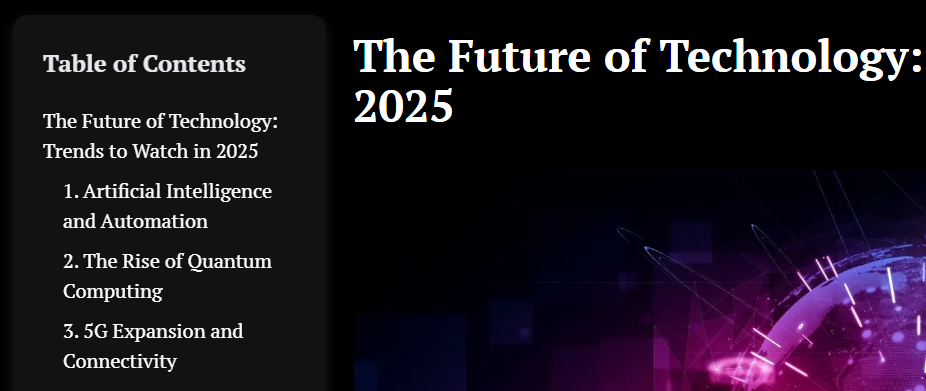 Table of Contents
The Future of Technology:
Trends to Watch in 2025
1. Artificial Intelligence
and Automation
2. The Rise of Quantum
Computing
3. 5G Expansion and
Connectivity
The Future of Technology:
2025